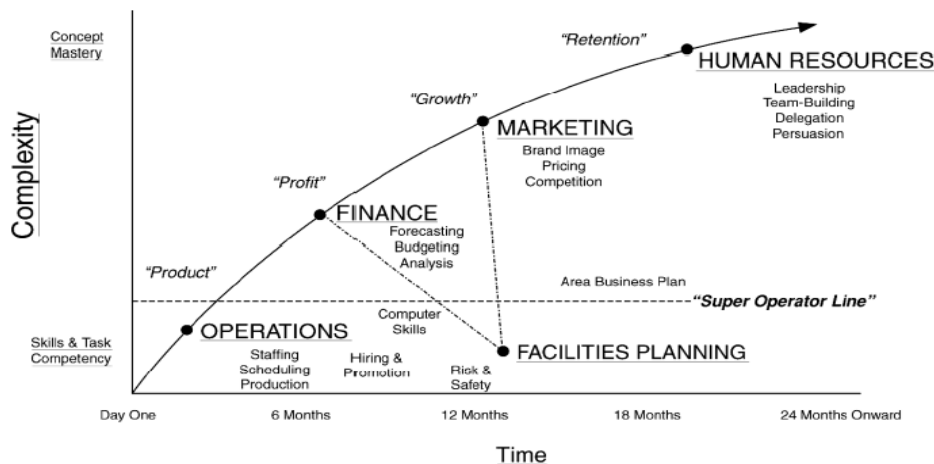 Concept
Mastery
Complexity
Skills & Task
Competency
“Retention”
HUMAN RESOURCES
Leadership
Team-Building
Delegation
Persuasion
“Growth”
MARKETING
Brand Image
Pricing
Competition
“Profit”
FINANCE
Forecasting
Budgeting
Analysis
“Product”
Area Business Plan
“Super Operator Line”
OPERATIONS
Staffing
Scheduling
Production
Computer
Skills
Hiring &
Promotion
Risk &
Safety
FACILITIES PLANNING
Day One
6 Months
12 Months
18 Months
24 Months Onward
Time